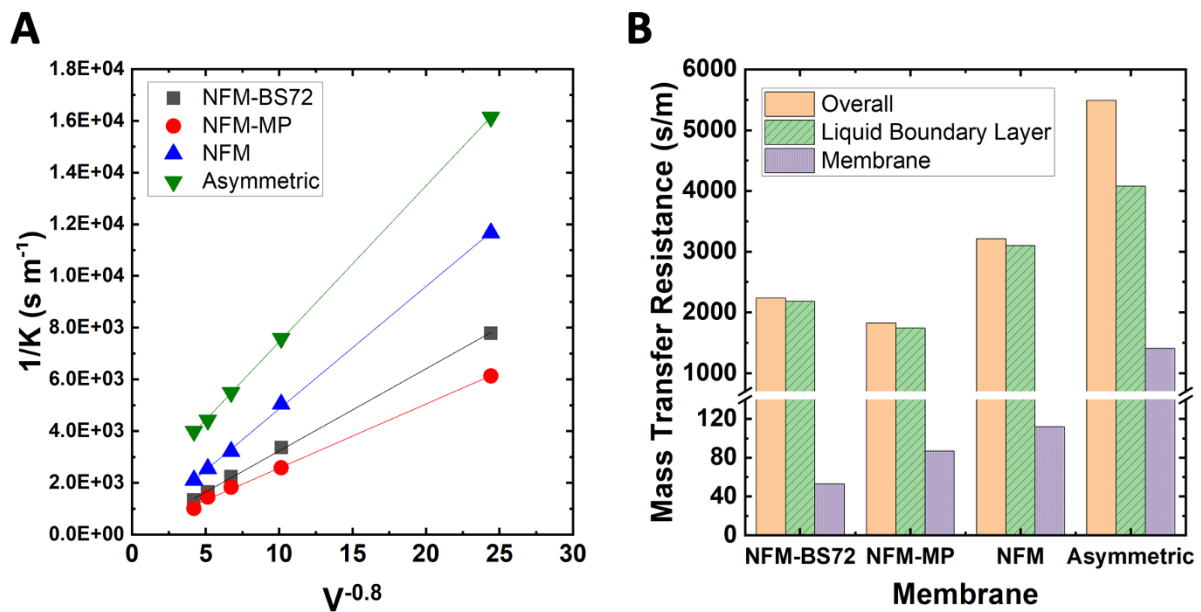 A
1.8E+04
1.6E+04
1.4E+04
1.2E+04
1.0E+04
8.0E+03
6.0E+03
4.0E+03
2.0E+03
0.0E+00
1/K (s m⁻¹)
NFM-BS72
NFM-MP
NFM
Asymmetric
0 5 10 15 20 25 30
V⁻⁰·⁸
B
6000
5000
4000
3000
2000
1000
120
80
40
0
Mass Transfer Resistance (s/m)
Overall
Liquid Boundary Layer
Membrane
NFM-BS72 NFM-MP NFM Asymmetric
Membrane